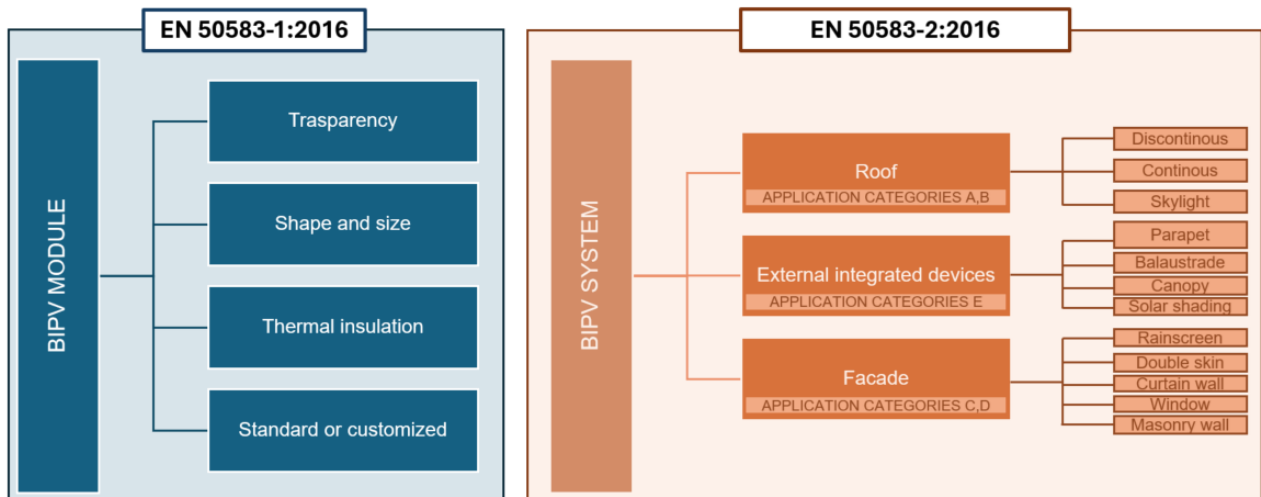 EN 50583-1:2016
BIPV MODULE
Trasparency
Shape and size
Thermal insulation
Standard or customized
EN 50583-2:2016
BIPV SYSTEM
Roof
APPLICATION CATEGORIES A,B
Discontinous
Continous
Skylight
External integrated devices
APPLICATION CATEGORIES E
Parapet
Balaustrade
Canopy
Solar shading
Facade
APPLICATION CATEGORIES C,D
Rainscreen
Double skin
Curtain wall
Window
Masonry wall